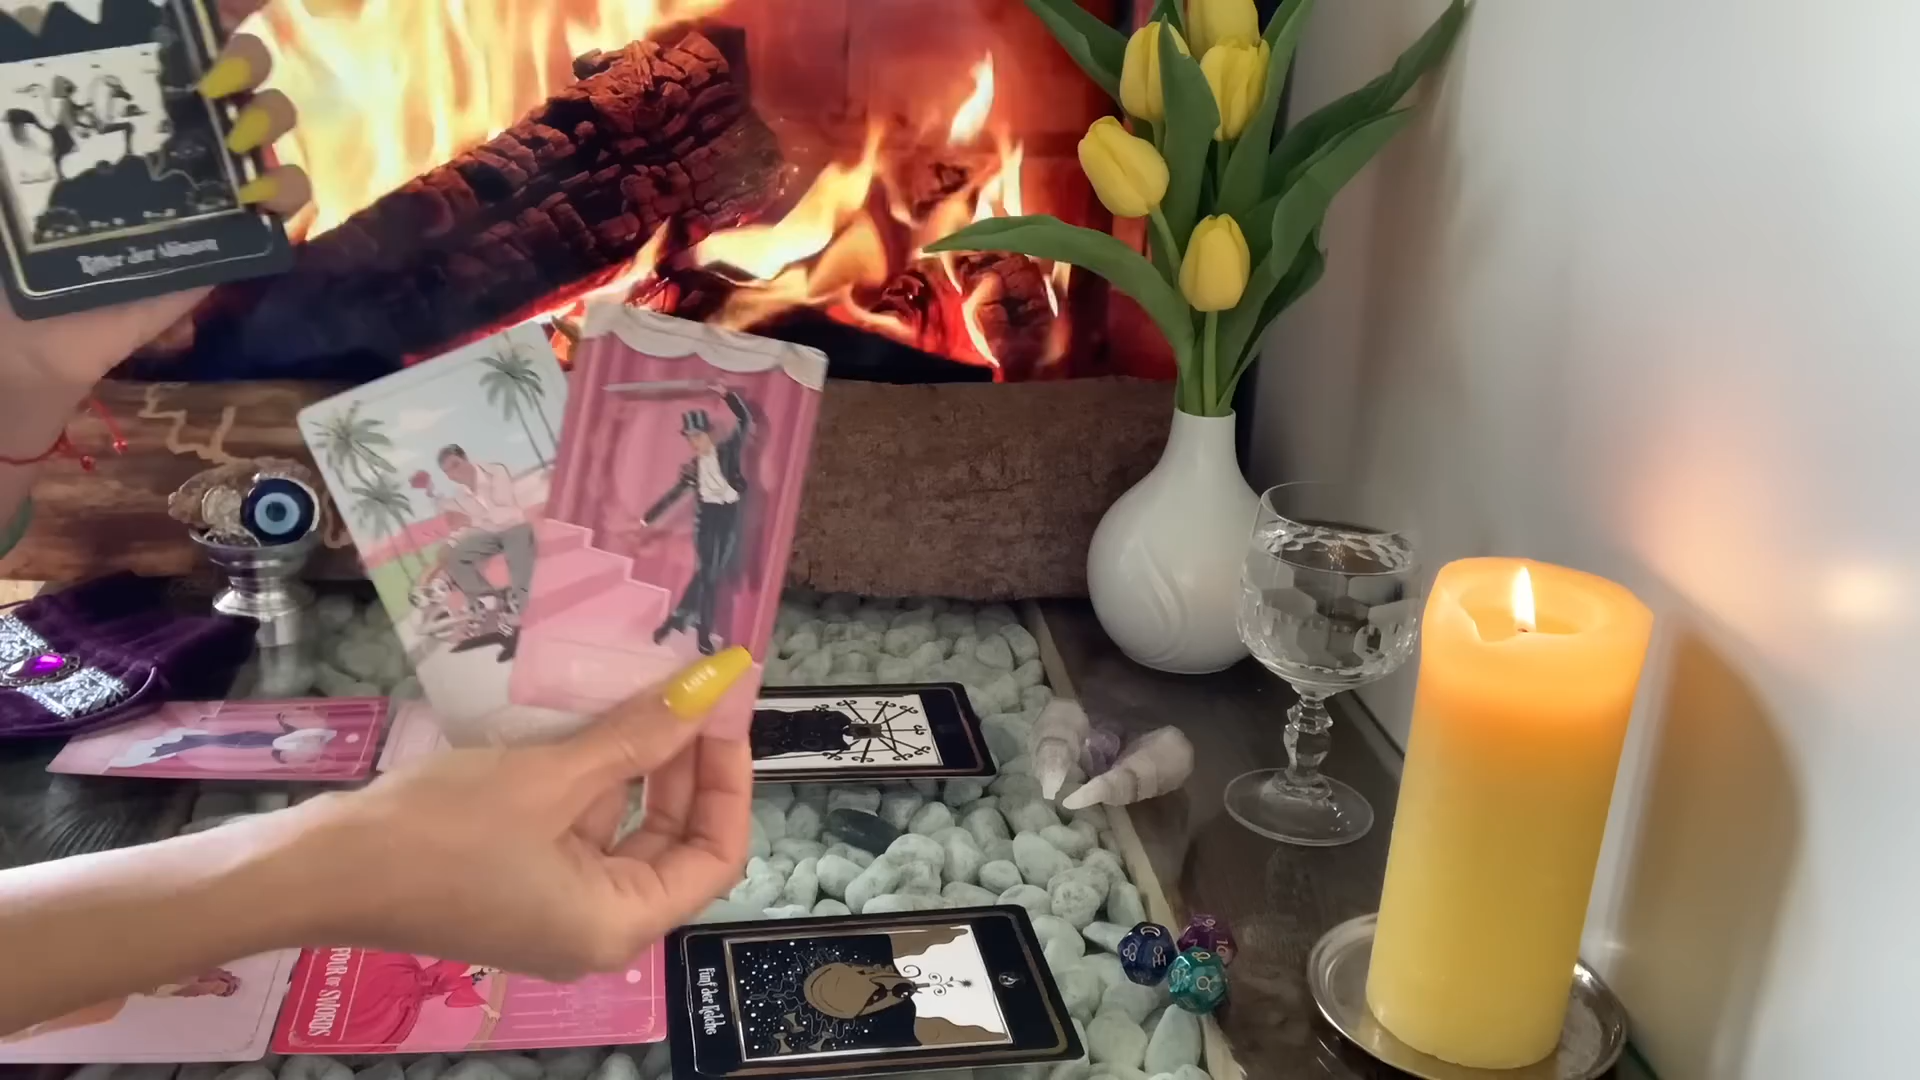 Ritter der Münzen
LOVE
FOUR OF SWORDS
Fünf der Kelche